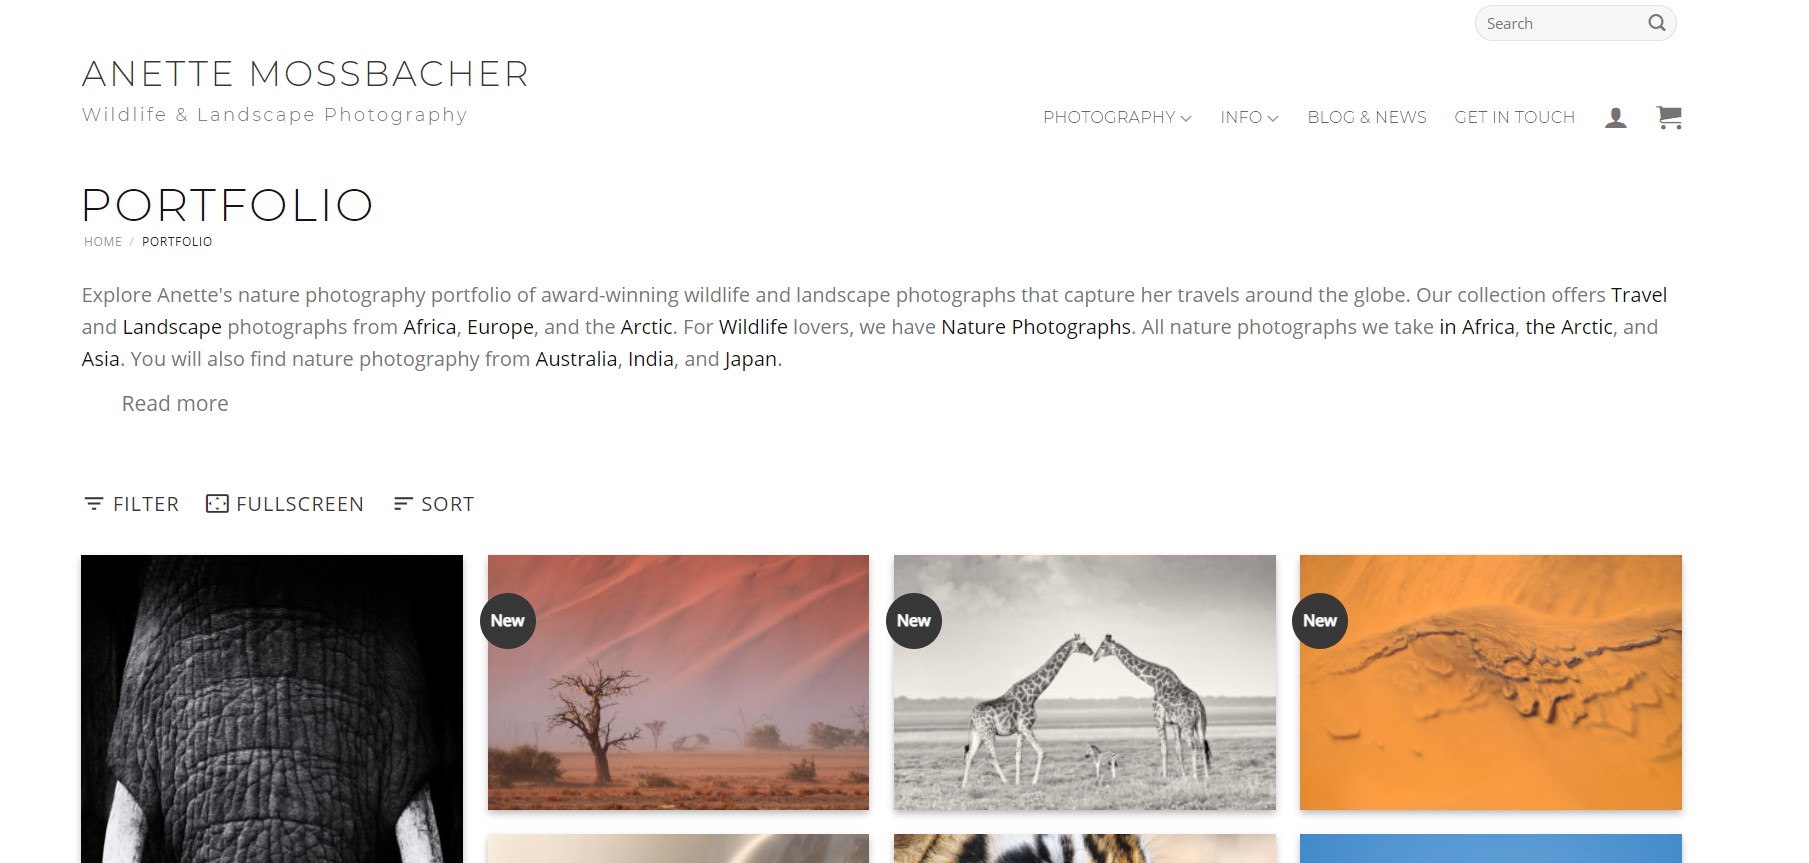 Search
ANETTE MOSSBACHER
Wildlife & Landscape Photography
PHOTOGRAPHY INFO BLOG & NEWS GET IN TOUCH
PORTFOLIO
HOME / PORTFOLIO
Explore Anette's nature photography portfolio of award-winning wildlife and landscape photographs that capture her travels around the globe. Our collection offers Travel
and Landscape photographs from Africa, Europe, and the Arctic. For Wildlife lovers, we have Nature Photographs. All nature photographs we take in Africa, the Arctic, and
Asia. You will also find nature photography from Australia, India, and Japan.
Read more
FILTER FULLSCREEN SORT
New New New